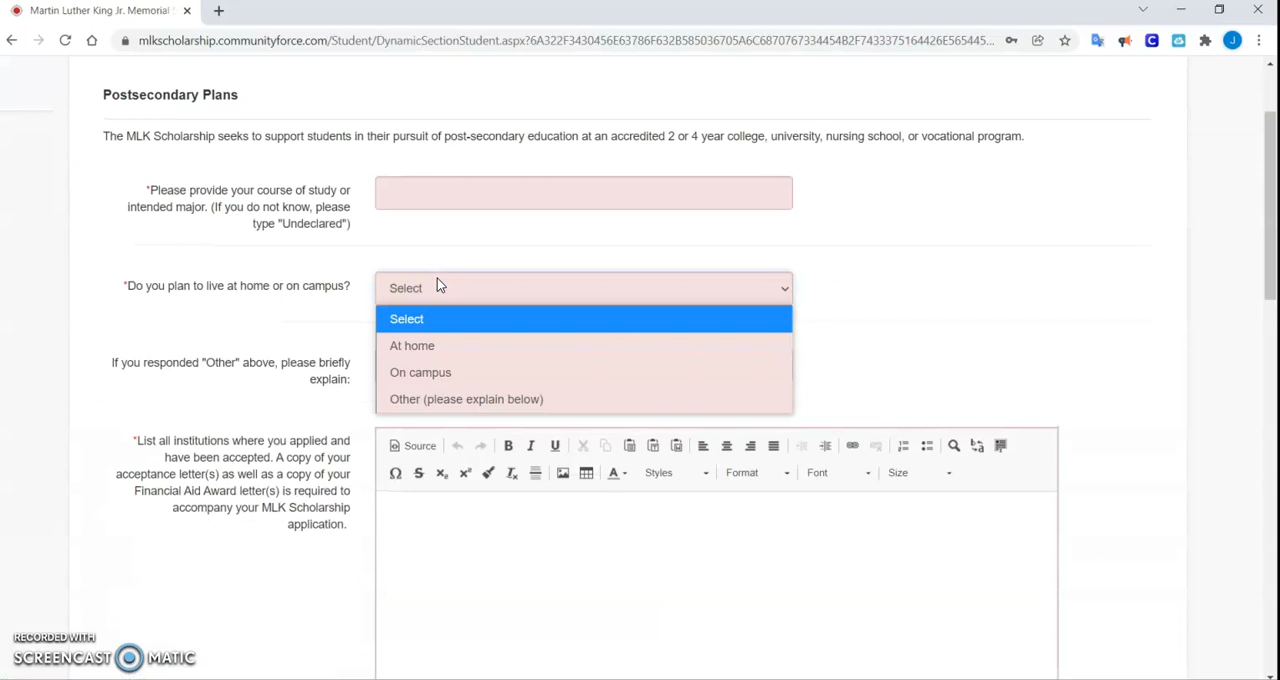 Martin Luther King Jr. Memorial
mlkscholarship.communityforce.com/Student/DynamicSectionStudent.aspx?6A322F3430456E63786F632B585036705A6C6870767334454B2F7433375164426E565445...
J
Postsecondary Plans
The MLK Scholarship seeks to support students in their pursuit of post-secondary education at an accredited 2 or 4 year college, university, nursing school, or vocational program.
*Please provide your course of study or
intended major. (If you do not know, please
type "Undeclared")
*Do you plan to live at home or on campus?
Select
Select
At home
On campus
Other (please explain below)
If you responded "Other" above, please briefly
explain:
*List all institutions where you applied and
have been accepted. A copy of your
acceptance letter(s) as well as a copy of your
Financial Aid Award letter(s) is required to
accompany your MLK Scholarship
application.
Source
Styles
Format
Font
Size
RECORDED WITH
SCREENCAST MATIC